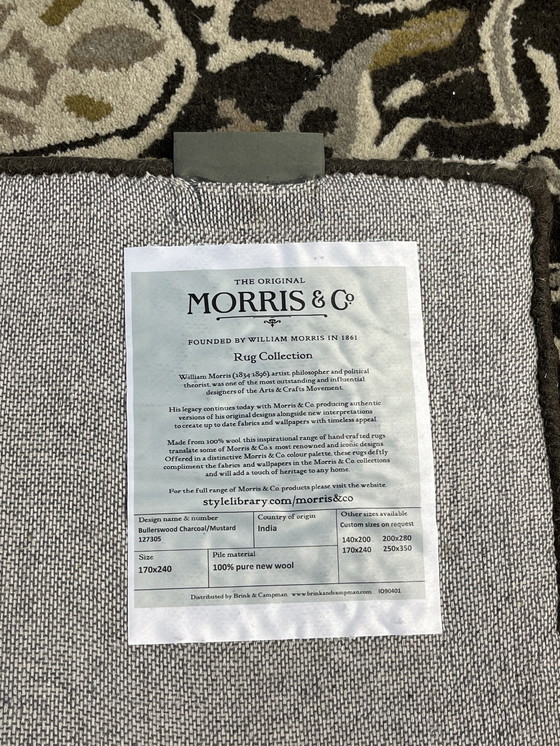 THE ORIGINAL
MORRIS & Co
FOUNDED BY WILLIAM MORRIS IN 1861
Rug Collection
William Morris (1834-1896) artist, philosopher and political
theorist, was one of the most outstanding and influential
designers of the Arts & Crafts Movement.
His legacy continues today with Morris & Co. producing authentic
versions of his original designs alongside new interpretations
to create up to date fabrics and wallpapers with timeless appeal.
Made from 100% wool, this inspirational range of hand crafted rugs
translate some of Morris & Co.'s most renowned and iconic designs.
Offered in a distinctive Morris & Co. colour palette, these rugs deftly
compliment the fabrics and wallpapers in the Morris & Co. collections
and will add a touch of heritage to any home.
For the full range of Morris & Co. products please visit the website
stylelibrary.com/morris&co
Design name & number
Bullerswood Charcoal/Mustard
127305
Country of origin
India
Other sizes available
Custom sizes on request
140x200 200x280
170x240 250x350
Size
170x240
Pile material
100% pure new wool
Distributed by Brink & Campman www.brinkandcampman.com IO90401